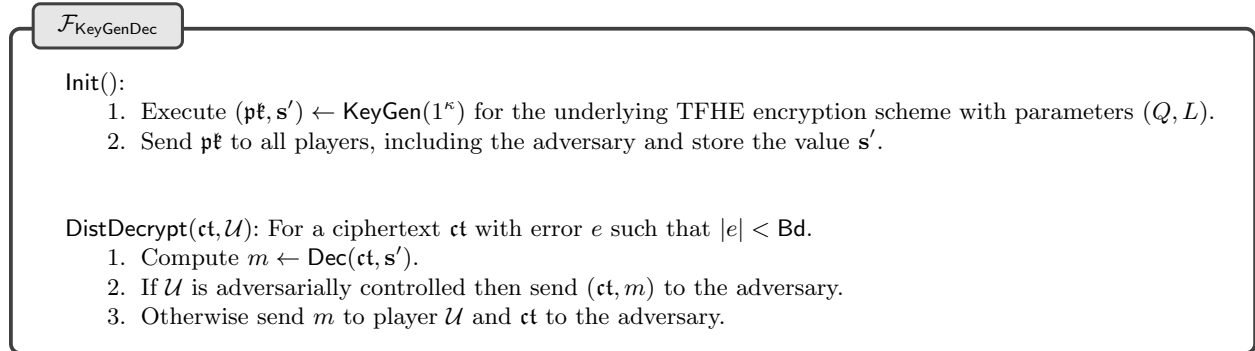 ℱ_KeyGenDec
Init():
1. Execute (𝔭𝔨, 𝐬′) ← KeyGen(1^κ) for the underlying TFHE encryption scheme with parameters (Q, L).
2. Send 𝔭𝔨 to all players, including the adversary and store the value 𝐬′.
DistDecrypt(𝔠𝔱, 𝒰): For a ciphertext 𝔠𝔱 with error e such that |e| < Bd.
1. Compute m ← Dec(𝔠𝔱, 𝐬′).
2. If 𝒰 is adversarially controlled then send (𝔠𝔱, m) to the adversary.
3. Otherwise send m to player 𝒰 and 𝔠𝔱 to the adversary.